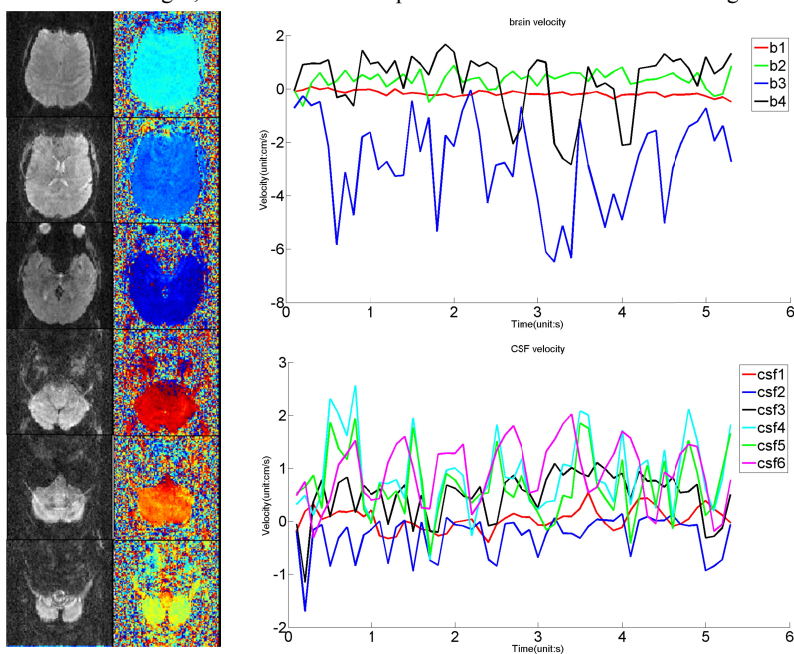 brain velocity
2
0
-2
-4
-6
-8
Velocity(unit:cm/s)
1
2
3
4
5
6
Time(unit:s)
b1
b2
b3
b4
CSF velocity
3
2
1
0
-1
-2
Velocity(unit:cm/s)
0
1
2
3
4
5
6
Time(unit:s)
csf1
csf2
csf3
csf4
csf5
csf6